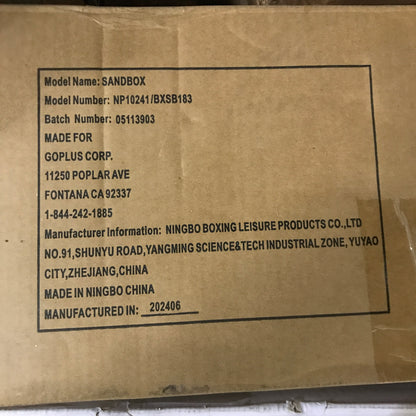 Model Name: SANDBOX
Model Number: NP10241/BXSB183
Batch Number: 05113903
MADE FOR
GOPLUS CORP.
11250 POPLAR AVE
FONTANA CA 92337
1-844-242-1885
Manufacturer Information: NINGBO BOXING LEISURE PRODUCTS CO.,LTD
NO.91,SHUNYU ROAD,YANGMING SCIENCE&TECH INDUSTRIAL ZONE, YUYAO
CITY,ZHEJIANG,CHINA
MADE IN NINGBO CHINA
MANUFACTURED IN: 202406